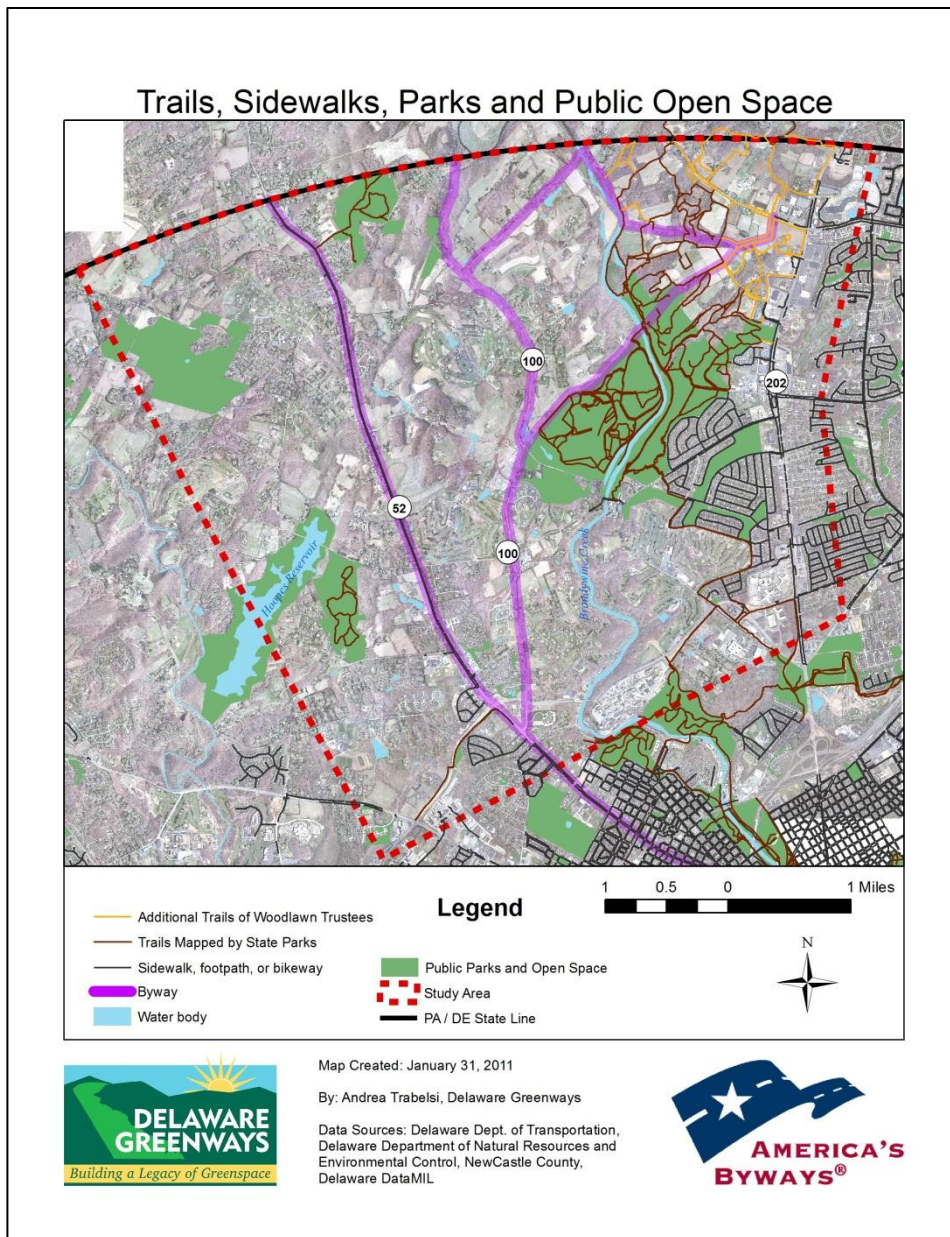 Trails, Sidewalks, Parks and Public Open Space
100
202
52
100
Hoopes Reservoir
Brandywine Creek
Legend
Additional Trails of Woodlawn Trustees
Trails Mapped by State Parks
Sidewalk, footpath, or bikeway
Byway
Water body
Public Parks and Open Space
Study Area
PA / DE State Line
1 0.5 0 1 Miles
N
DELAWARE
GREENWAYS
Building a Legacy of Greenspace
Map Created: January 31, 2011
By: Andrea Trabelsi, Delaware Greenways
Data Sources: Delaware Dept. of Transportation,
Delaware Department of Natural Resources and
Environmental Control, NewCastle County,
Delaware DataMIL
AMERICA'S
BYWAYS®